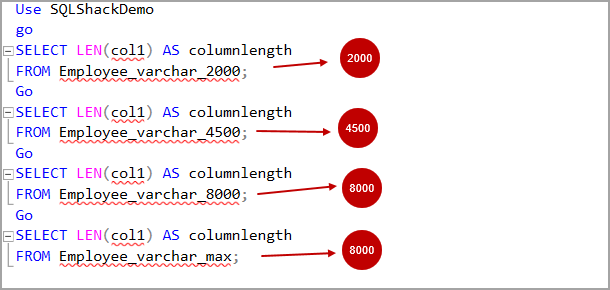 Use SQLShackDemo
go
SELECT LEN(col1) AS columnlength
FROM Employee_varchar_2000; 2000
Go
SELECT LEN(col1) AS columnlength
FROM Employee_varchar_4500; 4500
Go
SELECT LEN(col1) AS columnlength
FROM Employee_varchar_8000; 8000
Go
SELECT LEN(col1) AS columnlength
FROM Employee_varchar_max; 8000